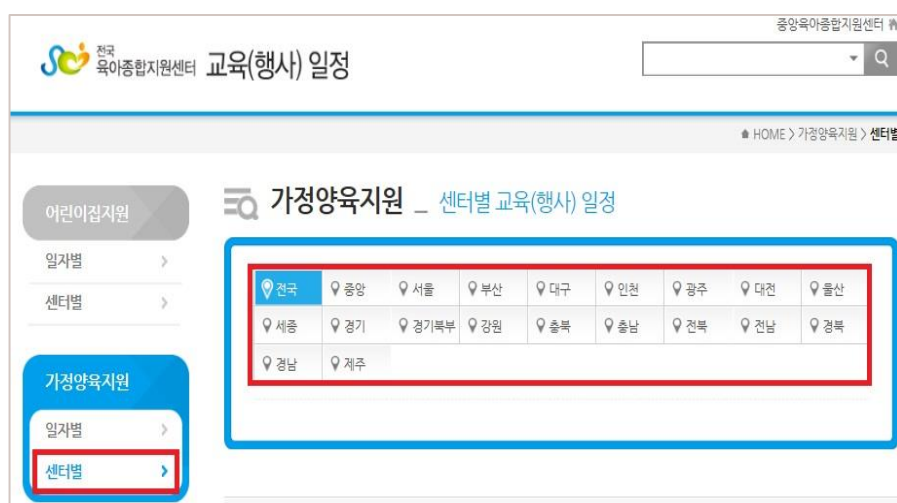 중앙육아종합지원센터
전국
육아종합지원센터 교육(행사) 일정
HOME > 가정양육지원 > 센터별
어린이집지원
일자별 >
센터별 >
가정양육지원
일자별 >
센터별 >
가정양육지원 _ 센터별 교육(행사) 일정
전국 중앙 서울 부산 대구 인천 광주 대전 울산
세종 경기 경기북부 강원 충북 충남 전북 전남 경북
경남 제주